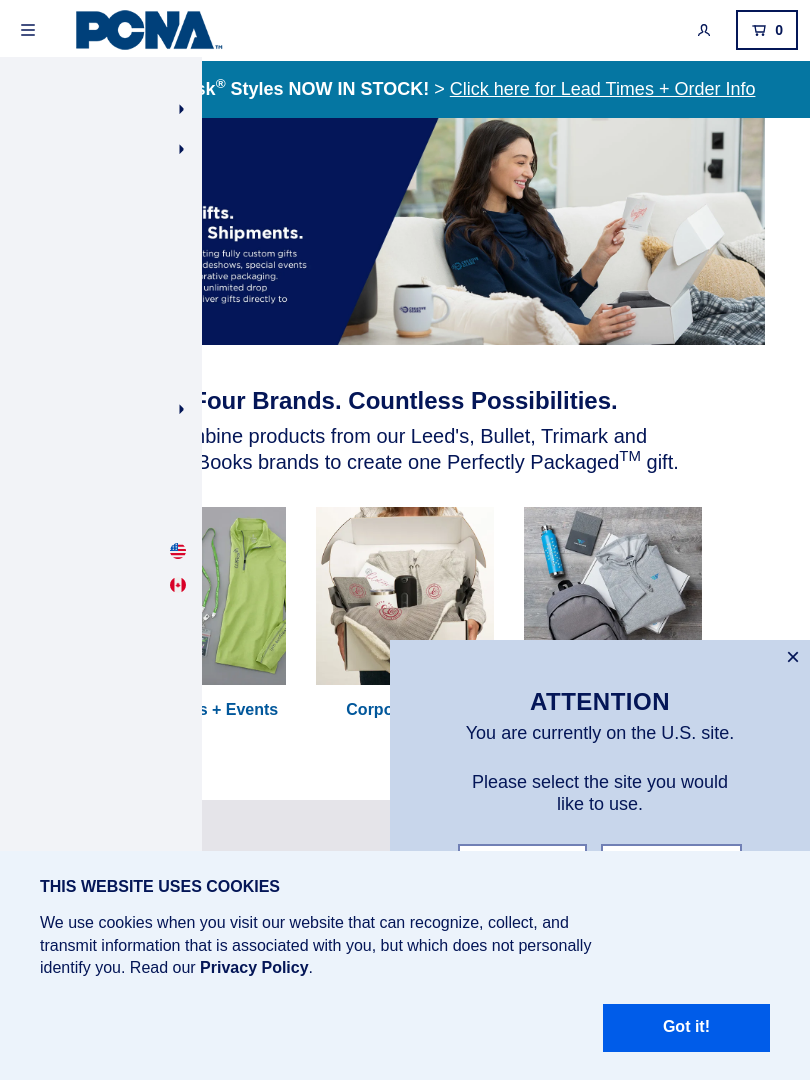 PCNA™
0
sk® Styles NOW IN STOCK! > Click here for Lead Times + Order Info
ifts.
Shipments.
ting fully custom gifts
deshows, special events
orative packaging.
unlimited drop
iver gifts directly to
Four Brands. Countless Possibilities.
nbine products from our Leed's, Bullet, Trimark and
Books brands to create one Perfectly Packaged™ gift.
s + Events
Corpo
ATTENTION
You are currently on the U.S. site.
Please select the site you would
like to use.
THIS WEBSITE USES COOKIES
We use cookies when you visit our website that can recognize, collect, and
transmit information that is associated with you, but which does not personally
identify you. Read our Privacy Policy.
Got it!